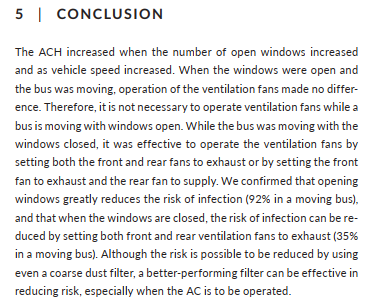 5 | CONCLUSION
The ACH increased when the number of open windows increased
and as vehicle speed increased. When the windows were open and
the bus was moving, operation of the ventilation fans made no differ-
ence. Therefore, it is not necessary to operate ventilation fans while a
bus is moving with windows open. While the bus was moving with the
windows closed, it was effective to operate the ventilation fans by
setting both the front and rear fans to exhaust or by setting the front
fan to exhaust and the rear fan to supply. We confirmed that opening
windows greatly reduces the risk of infection (92% in a moving bus),
and that when the windows are closed, the risk of infection can be re-
duced by setting both front and rear ventilation fans to exhaust (35%
in a moving bus). Although the risk is possible to be reduced by using
even a coarse dust filter, a better-performing filter can be effective in
reducing risk, especially when the AC is to be operated.